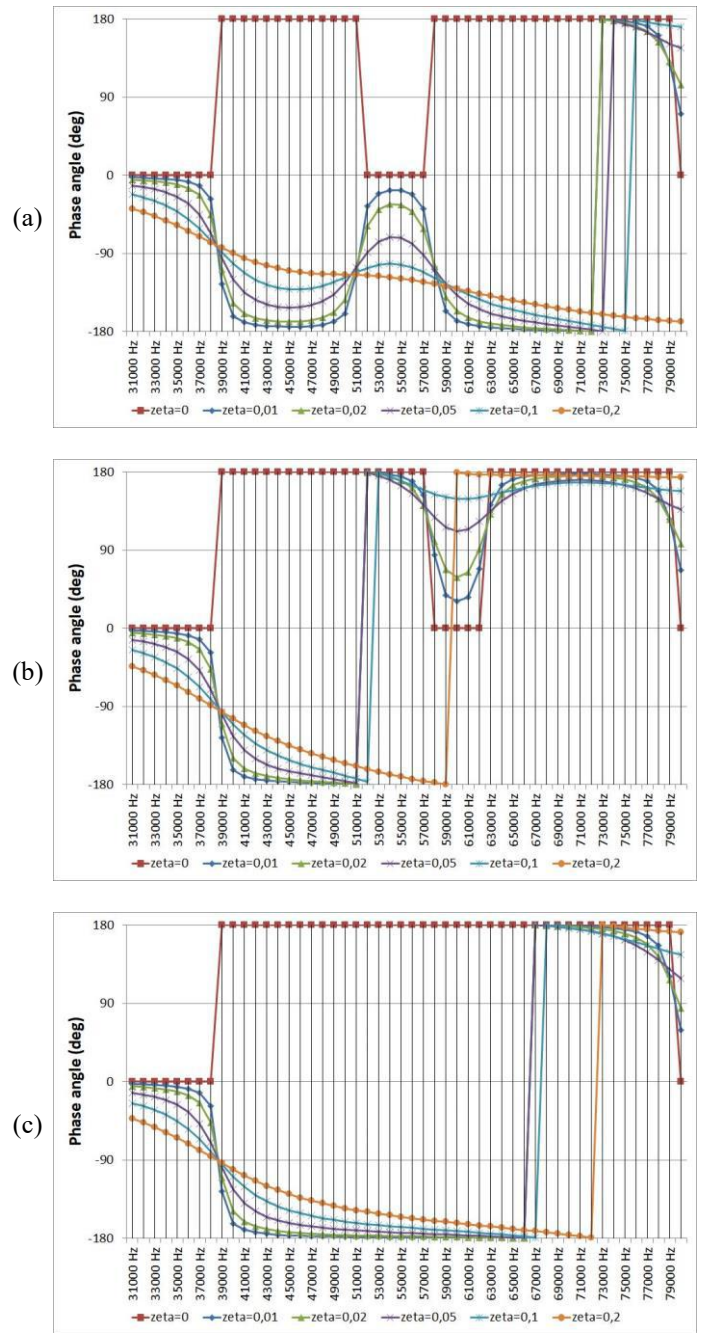 (a)
Phase angle (deg)
180
90
0
-90
-180
31000 Hz
33000 Hz
35000 Hz
37000 Hz
39000 Hz
41000 Hz
43000 Hz
45000 Hz
47000 Hz
49000 Hz
51000 Hz
53000 Hz
55000 Hz
57000 Hz
59000 Hz
61000 Hz
63000 Hz
65000 Hz
67000 Hz
69000 Hz
71000 Hz
73000 Hz
75000 Hz
77000 Hz
79000 Hz
zeta=0 zeta=0,01 zeta=0,02 zeta=0,05 zeta=0,1 zeta=0,2
(b)
Phase angle (deg)
180
90
0
-90
-180
31000 Hz
33000 Hz
35000 Hz
37000 Hz
39000 Hz
41000 Hz
43000 Hz
45000 Hz
47000 Hz
49000 Hz
51000 Hz
53000 Hz
55000 Hz
57000 Hz
59000 Hz
61000 Hz
63000 Hz
65000 Hz
67000 Hz
69000 Hz
71000 Hz
73000 Hz
75000 Hz
77000 Hz
79000 Hz
zeta=0 zeta=0,01 zeta=0,02 zeta=0,05 zeta=0,1 zeta=0,2
(c)
Phase angle (deg)
180
90
0
-90
-180
31000 Hz
33000 Hz
35000 Hz
37000 Hz
39000 Hz
41000 Hz
43000 Hz
45000 Hz
47000 Hz
49000 Hz
51000 Hz
53000 Hz
55000 Hz
57000 Hz
59000 Hz
61000 Hz
63000 Hz
65000 Hz
67000 Hz
69000 Hz
71000 Hz
73000 Hz
75000 Hz
77000 Hz
79000 Hz
zeta=0 zeta=0,01 zeta=0,02 zeta=0,05 zeta=0,1 zeta=0,2